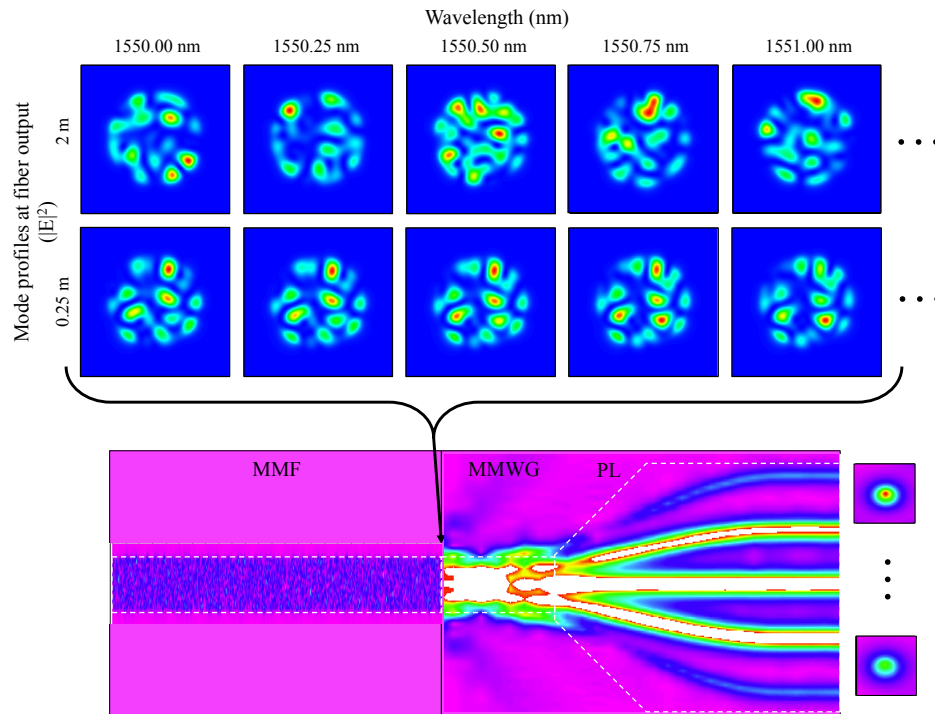 Wavelength (nm)
1550.00 nm 1550.25 nm 1550.50 nm 1550.75 nm 1551.00 nm
Mode profiles at fiber output
(|E|²)
2 m
0.25 m
MMF MMWG PL